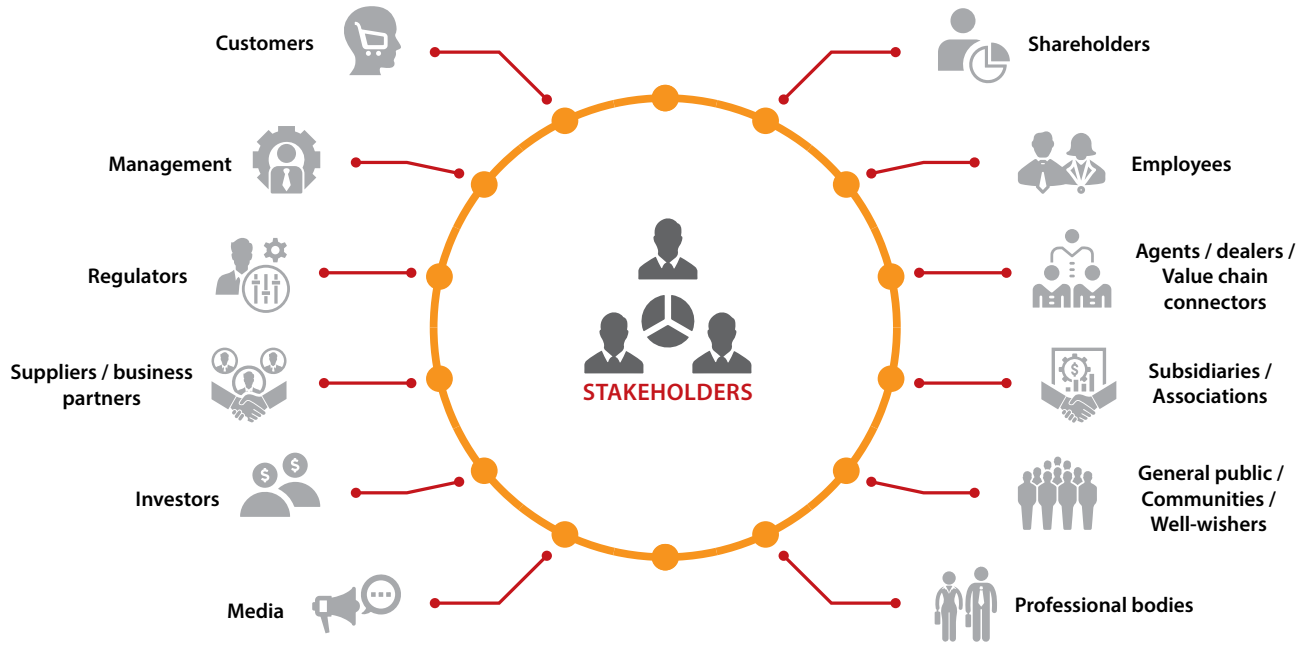 Customers
Shareholders
Management
Employees
Regulators
Agents / dealers /
Value chain
connectors
Suppliers / business
partners
STAKEHOLDERS
Subsidiaries /
Associations
Investors
General public /
Communities /
Well-wishers
Media
Professional bodies